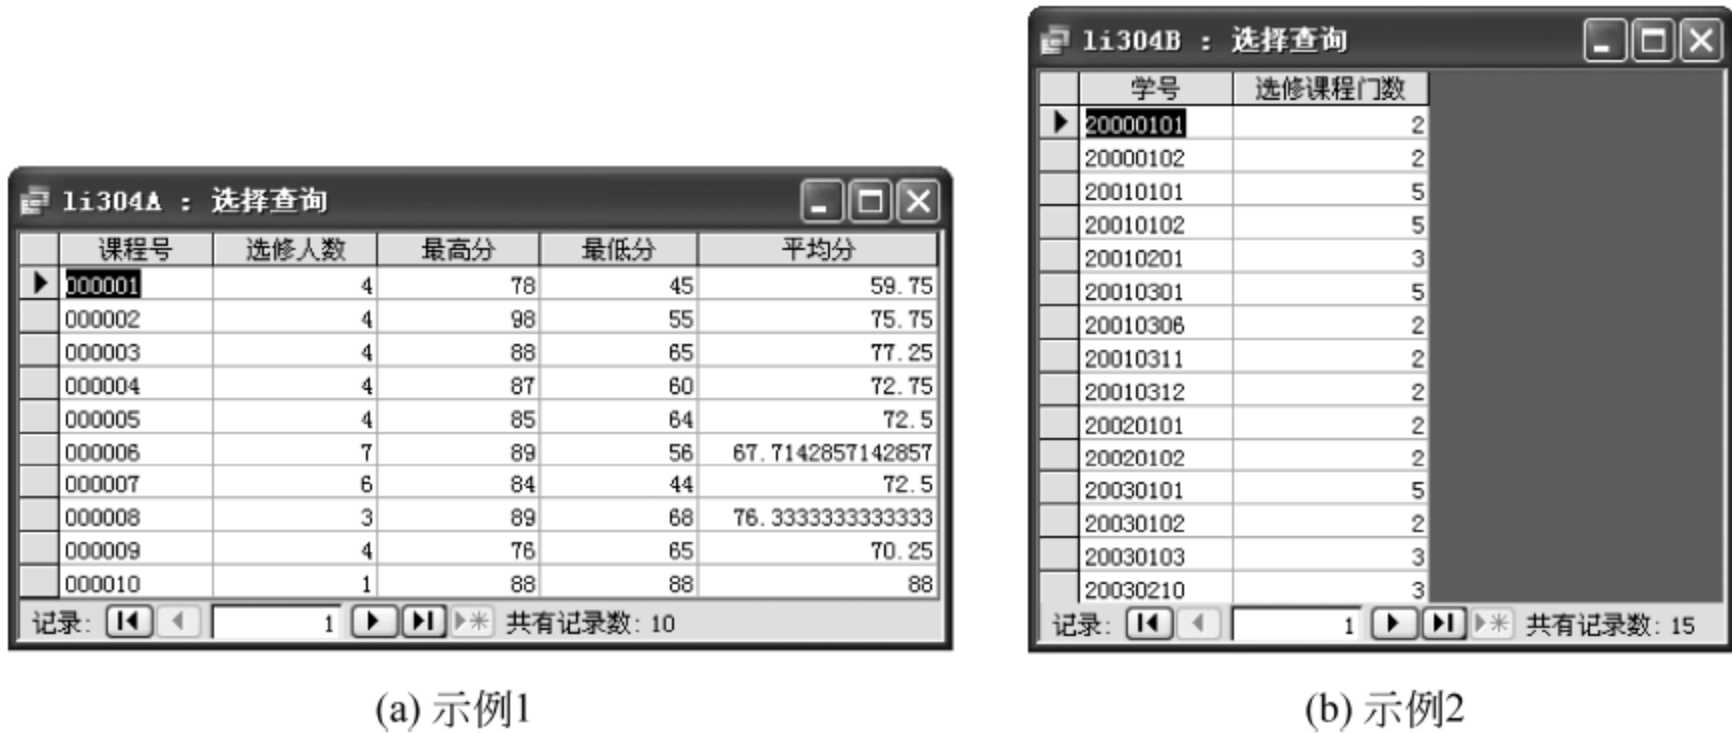 li304A : 选择查询
课程号 选修人数 最高分 最低分 平均分
000001 4 78 45 59.75
000002 4 98 55 75.75
000003 4 88 65 77.25
000004 4 87 60 72.75
000005 4 85 64 72.5
000006 7 89 56 67.7142857142857
000007 6 84 44 72.5
000008 3 89 68 76.3333333333333
000009 4 76 65 70.25
000010 1 88 88 88
记录: 1 共有记录数: 10
(a) 示例1
li304B : 选择查询
学号 选修课程门数
20000101 2
20000102 2
20010101 5
20010102 5
20010201 3
20010301 5
20010306 2
20010311 2
20010312 2
20020101 2
20020102 2
20030101 5
20030102 2
20030103 3
20030210 3
记录: 1 共有记录数: 15
(b) 示例2